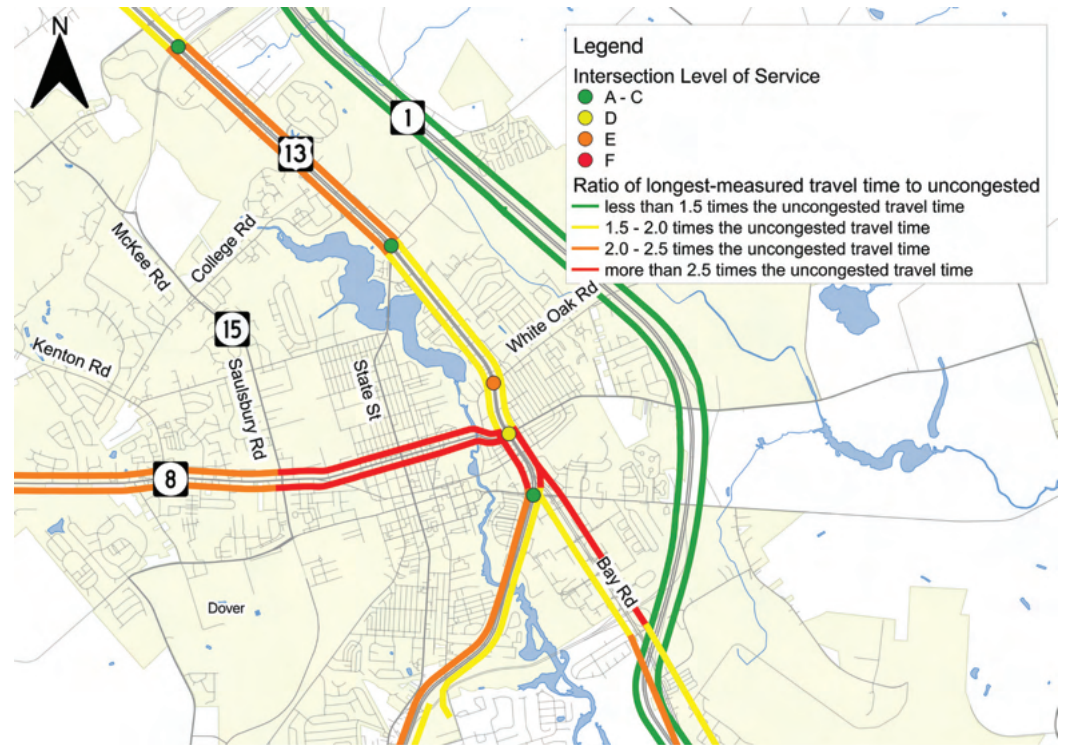 N
Legend
Intersection Level of Service
A - C
D
E
F
Ratio of longest-measured travel time to uncongested
less than 1.5 times the uncongested travel time
1.5 - 2.0 times the uncongested travel time
2.0 - 2.5 times the uncongested travel time
more than 2.5 times the uncongested travel time
1
13
McKee Rd
College Rd
15
White Oak Rd
Kenton Rd
Saulsbury Rd
State St
8
Bay Rd
Dover